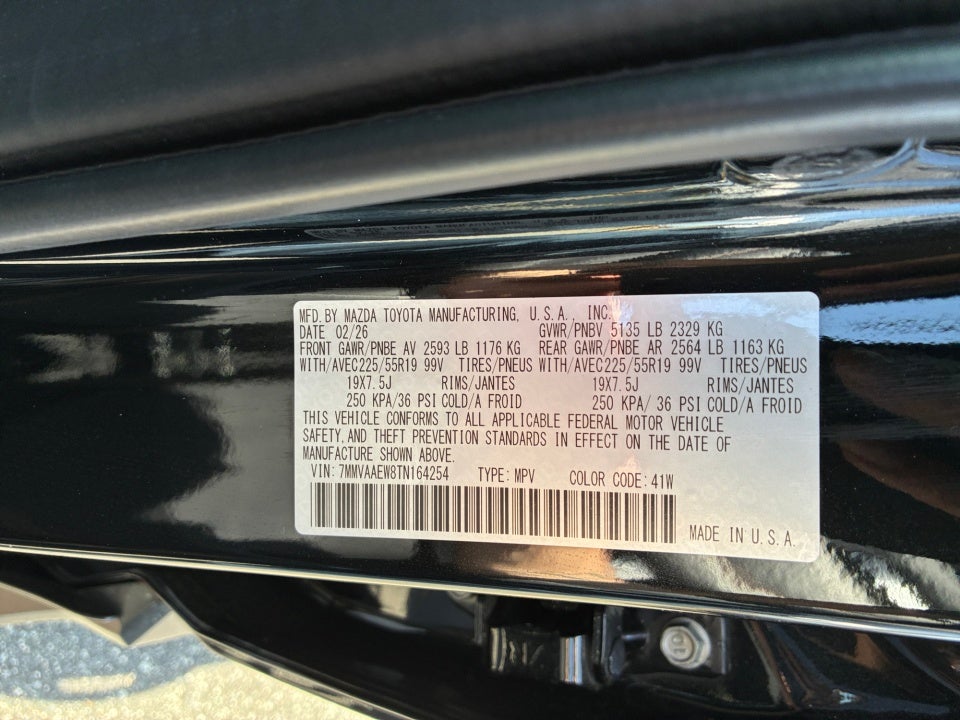 MFD. BY MAZDA TOYOTA MANUFACTURING, U.S.A., INC.
DATE 02/26 GVWR/PNBV 5135 LB 2329 KG
FRONT GAWR/PNBE AV 2593 LB 1176 KG REAR GAWR/PNBE AR 2564 LB 1163 KG
WITH/AVEC225/55R19 99V TIRES/PNEUS WITH/AVEC225/55R19 99V TIRES/PNEUS
19X7.5J RIMS/JANTES 19X7.5J RIMS/JANTES
250 KPA/36 PSI COLD/A FROID 250 KPA/ 36 PSI COLD/A FROID
THIS VEHICLE CONFORMS TO ALL APPLICABLE FEDERAL MOTOR VEHICLE
SAFETY, AND THEFT PREVENTION STANDARDS IN EFFECT ON THE DATE OF
MANUFACTURE SHOWN ABOVE.
VIN: 7MMVAAEW8TN164254 TYPE: MPV COLOR CODE: 41W
MADE IN U.S.A.
10